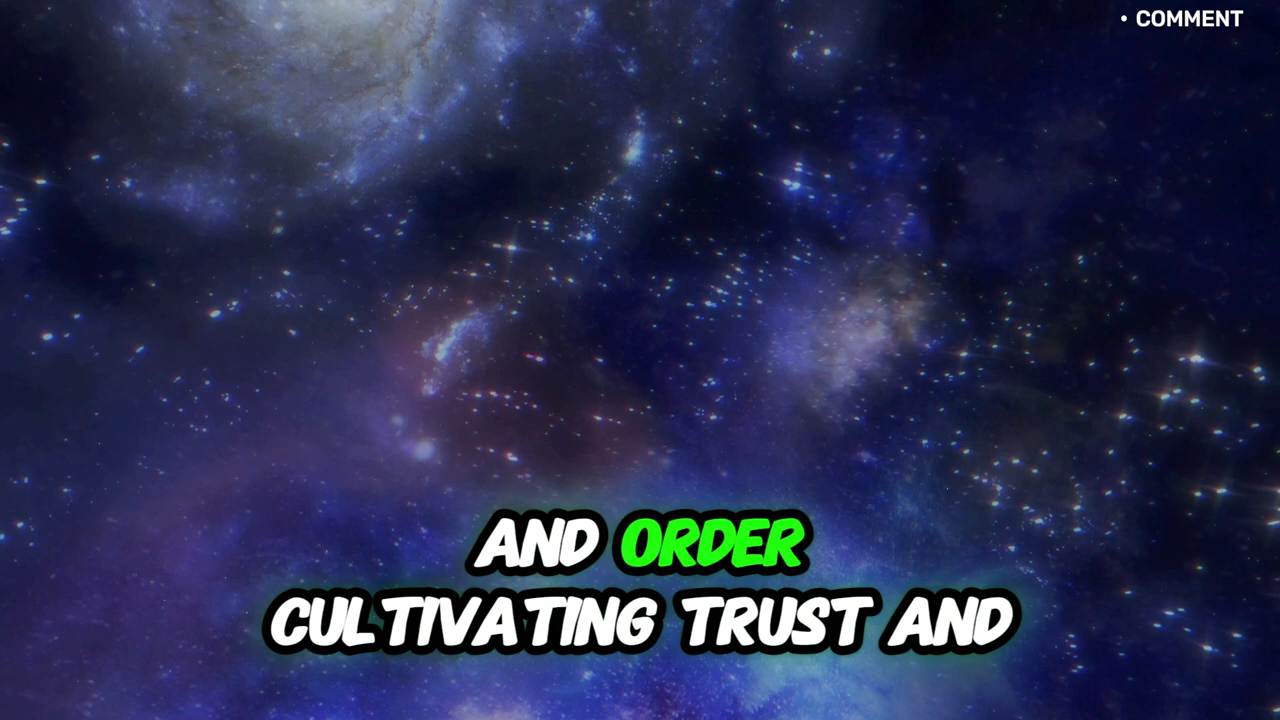 • COMMENT
AND ORDER
CULTIVATING TRUST AND